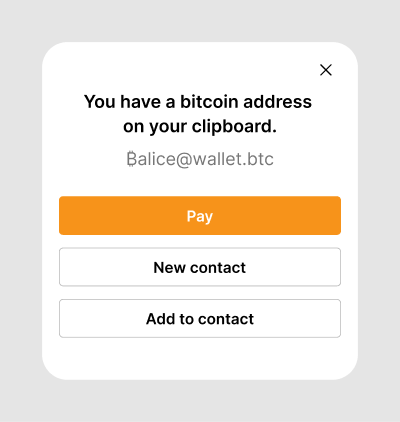 You have a bitcoin address
on your clipboard.
₿alice@wallet.btc
Pay
New contact
Add to contact